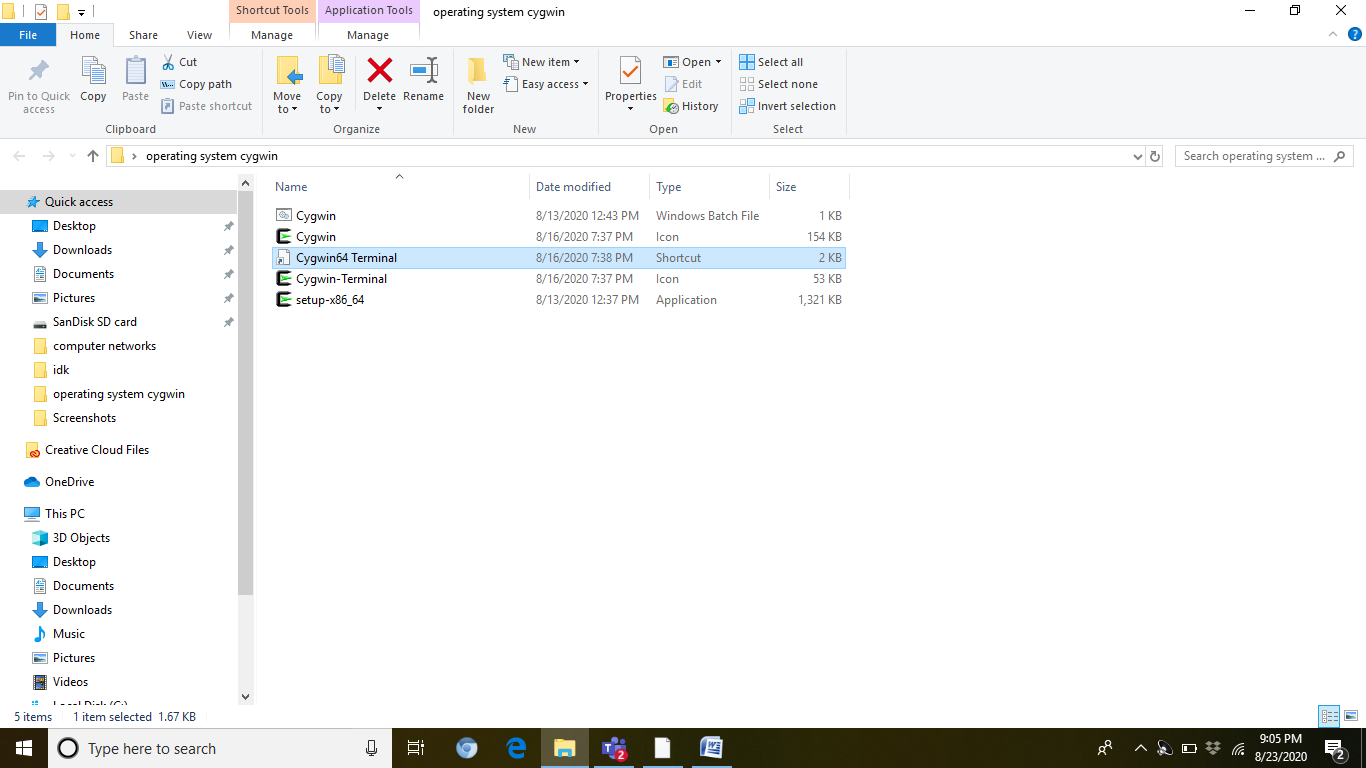 Shortcut Tools Application Tools operating system cygwin
File Home Share View Manage Manage
Pin to Quick access
Copy
Paste
Cut
Copy path
Paste shortcut
Clipboard
Move to
Copy to
Delete
Rename
Organize
New folder
New item
Easy access
New
Properties
Open
Edit
History
Open
Select all
Select none
Invert selection
Select
operating system cygwin
Search operating system ...
Quick access
Desktop
Downloads
Documents
Pictures
SanDisk SD card
computer networks
idk
operating system cygwin
Screenshots
Creative Cloud Files
OneDrive
This PC
3D Objects
Desktop
Documents
Downloads
Music
Pictures
Videos
Local Disk (C:)
Name Date modified Type Size
Cygwin 8/13/2020 12:43 PM Windows Batch File 1 KB
Cygwin 8/16/2020 7:37 PM Icon 154 KB
Cygwin64 Terminal 8/16/2020 7:38 PM Shortcut 2 KB
Cygwin-Terminal 8/16/2020 7:37 PM Icon 53 KB
setup-x86_64 8/13/2020 12:37 PM Application 1,321 KB
5 items 1 item selected 1.67 KB
Type here to search
2
9:05 PM
8/23/2020
2